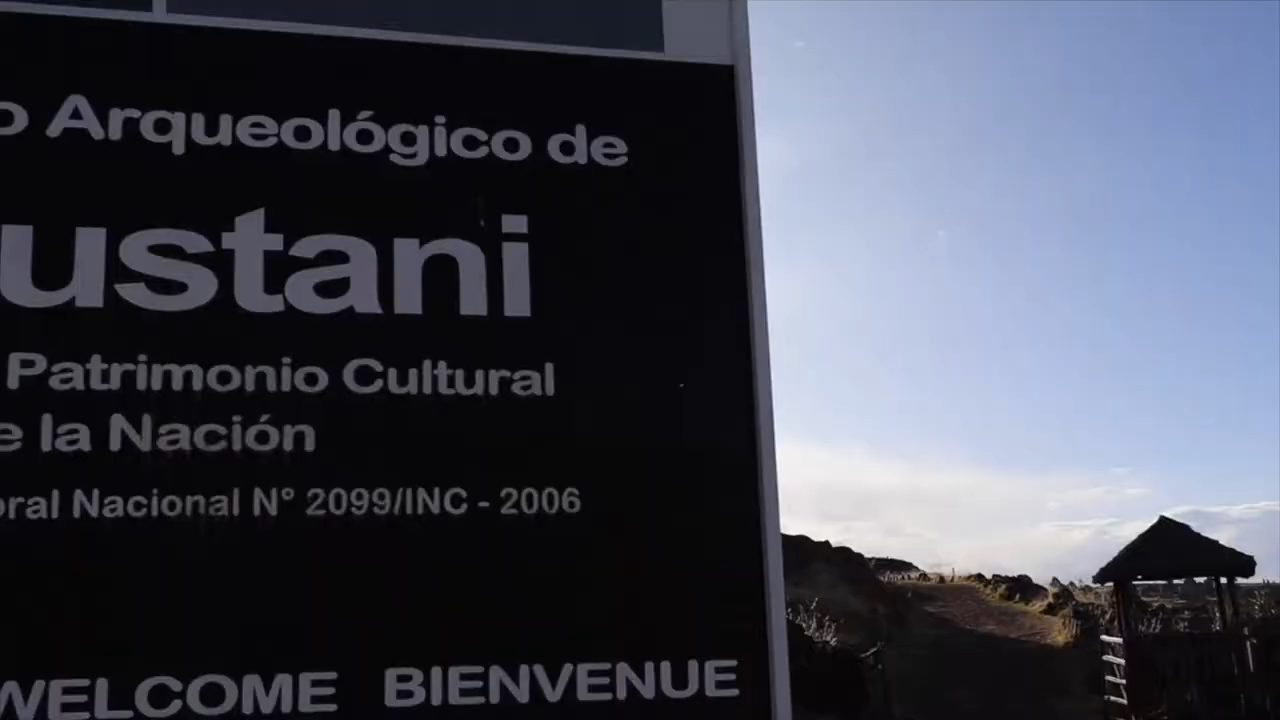 o Arqueológico de
ustani
Patrimonio Cultural
e la Nación
oral Nacional N° 2099/INC - 2006
WELCOME BIENVENUE